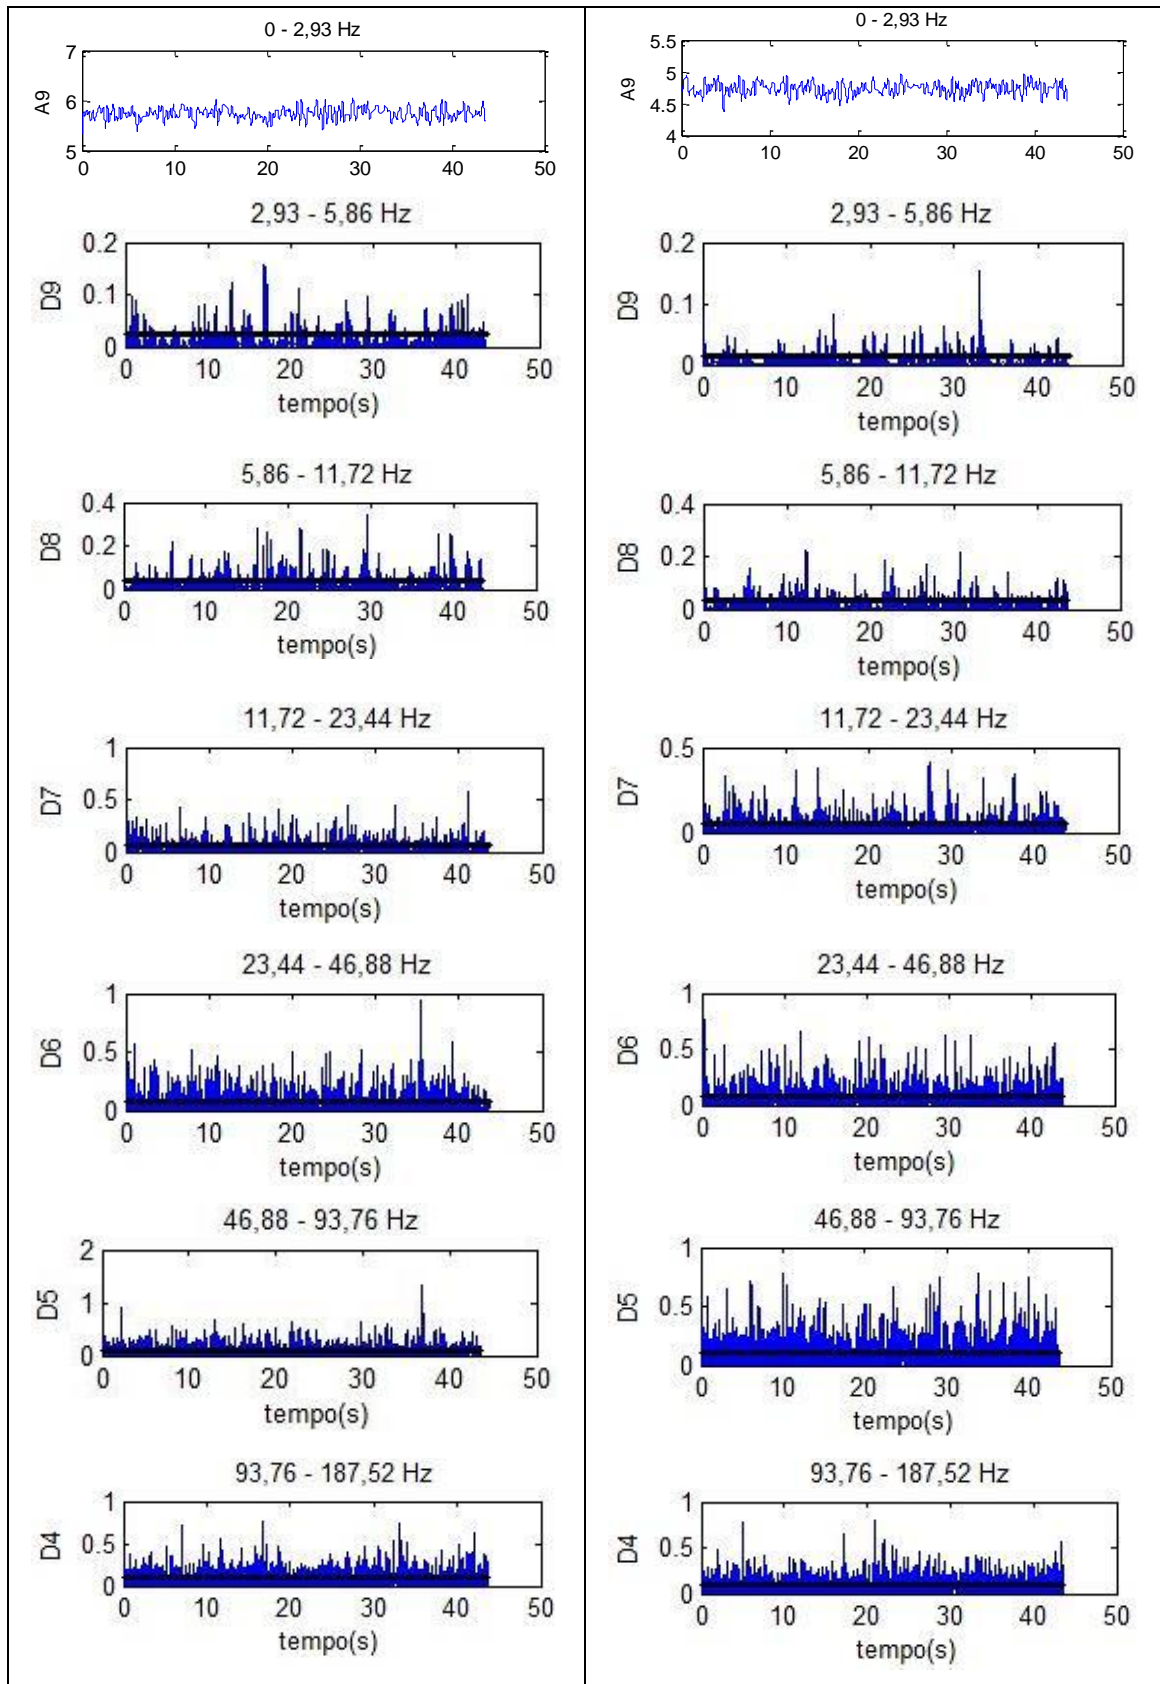 0 - 2,93 Hz
7
6
5
A9
0 10 20 30 40 50
2,93 - 5,86 Hz
0.2
0.1
0
D9
0 10 20 30 40 50
tempo(s)
5,86 - 11,72 Hz
0.4
0.2
0
D8
0 10 20 30 40 50
tempo(s)
11,72 - 23,44 Hz
1
0.5
0
D7
0 10 20 30 40 50
tempo(s)
23,44 - 46,88 Hz
1
0.5
0
D6
0 10 20 30 40 50
tempo(s)
46,88 - 93,76 Hz
2
1
0
D5
0 10 20 30 40 50
tempo(s)
93,76 - 187,52 Hz
1
0.5
0
D4
0 10 20 30 40 50
tempo(s)
0 - 2,93 Hz
5.5
5
4.5
4
A9
0 10 20 30 40 50
2,93 - 5,86 Hz
0.2
0.1
0
D9
0 10 20 30 40 50
tempo(s)
5,86 - 11,72 Hz
0.4
0.2
0
D8
0 10 20 30 40 50
tempo(s)
11,72 - 23,44 Hz
0.5
0
D7
0 10 20 30 40 50
tempo(s)
23,44 - 46,88 Hz
1
0.5
0
D6
0 10 20 30 40 50
tempo(s)
46,88 - 93,76 Hz
1
0.5
0
D5
0 10 20 30 40 50
tempo(s)
93,76 - 187,52 Hz
1
0.5
0
D4
0 10 20 30 40 50
tempo(s)